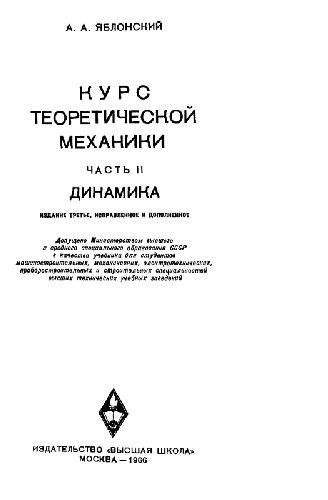 А. А. ЯБЛОНСКИЙ
КУРС
ТЕОРЕТИЧЕСКОЙ
МЕХАНИКИ
ЧАСТЬ II
ДИНАМИКА
ИЗДАНИЕ ТРЕТЬЕ, ИСПРАВЛЕННОЕ И ДОПОЛНЕННОЕ
Допущено Министерством высшего
и среднего специального образования СССР
в качестве учебника для студентов
машиностроительных, механических, электротехнических,
приборостроительных и строительных специальностей
высших технических учебных заведений
ИЗДАТЕЛЬСТВО «ВЫСШАЯ ШКОЛА»
МОСКВА — 1966